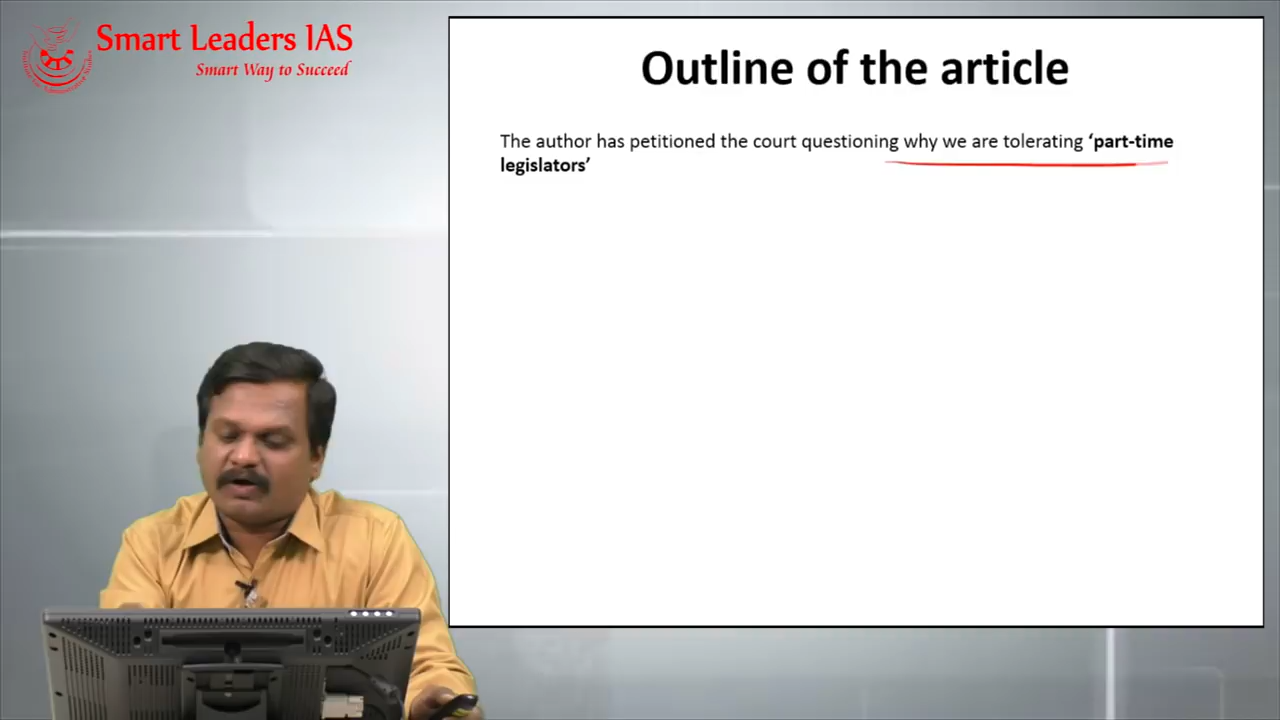 Smart Leaders IAS
Smart Way to Succeed
Outline of the article
The author has petitioned the court questioning why we are tolerating ‘part-time
legislators’